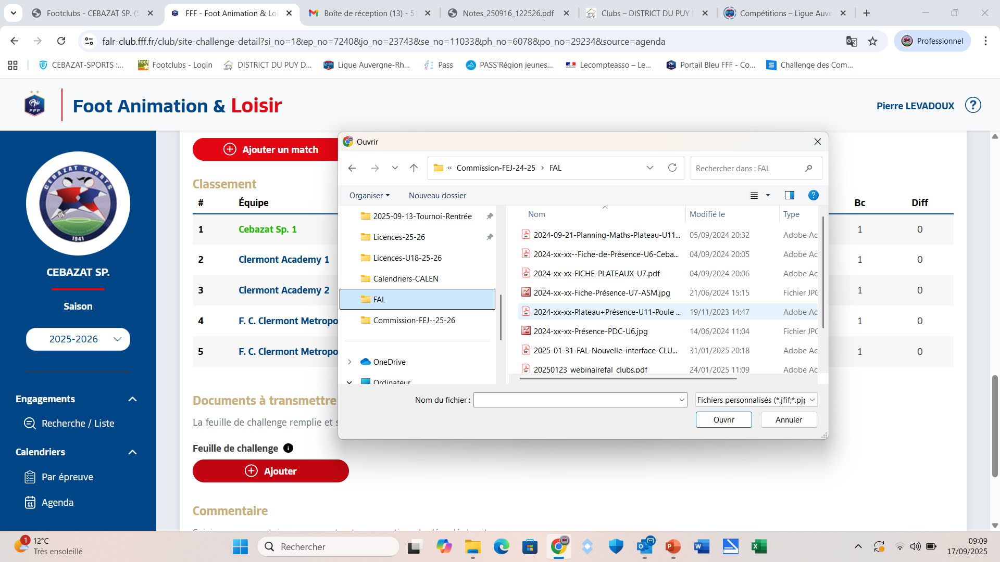 Footclubs - CEBAZAT SP. (5
FFF - Foot Animation & Loi
Boîte de réception (13) - 51
Notes_250916_122526.pdf
Clubs – DISTRICT DU PUY D
Compétitions – Ligue Auve
falr-club.fff.fr/club/site-challenge-detail?si_no=1&ep_no=7240&jo_no=23743&se_no=11033&ph_no=6078&po_no=29234&source=agenda
Professionnel
CEBAZAT-SPORTS :...
Footclubs - Login
DISTRICT DU PUY D...
Ligue Auvergne-Rh...
Pass
PASS'Région jeunes...
Lecompteasso – Le...
Portail Bleu FFF - Co...
Challenge des Com...
FFF
Foot Animation & Loisir
Pierre LEVADOUX
?
CEBAZAT SPORTS
1941
CEBAZAT SP.
Saison
2025-2026
Engagements
Recherche / Liste
Calendriers
Par épreuve
Agenda
Ajouter un match
Classement
# Équipe Bc Diff
1 Cebazat Sp. 1 1 0
2 Clermont Academy 1 1 0
3 Clermont Academy 2 1 0
4 F. C. Clermont Metropo 1 0
5 F. C. Clermont Metropo 1 0
Documents à transmettre
La feuille de challenge remplie et s
Feuille de challenge
Ajouter
Commentaire
Ouvrir
« Commission-FEJ-24-25 › FAL
Rechercher dans : FAL
Organiser
Nouveau dossier
2025-09-13-Tournoi-Rentrée
Licences-25-26
Licences-U18-25-26
Calendriers-CALEN
FAL
Commission-FEJ--25-26
OneDrive
Ordinateur
Nom Modifié le Type
2024-09-21-Planning-Maths-Plateau-U11... 05/09/2024 20:32 Adobe Ac
2024-xx-xx--Fiche-de-Présence-U6-Ceba... 04/09/2024 20:05 Adobe Ac
2024-xx-xx-FICHE-PLATEAUX-U7.pdf 04/09/2024 20:06 Adobe Ac
2024-xx-xx-Fiche-Présence-U7-ASM.jpg 21/06/2024 15:15 Fichier JPG
2024-xx-xx-Plateau+Présence-U11-Poule ... 19/11/2023 14:47 Adobe Ac
2024-xx-xx-Présence-PDC-U6.jpg 14/06/2024 11:04 Fichier JPG
2025-01-31-FAL-Nouvelle-interface-CLU... 31/01/2025 20:18 Adobe Ac
20250123_webinairefal_clubs.pdf 24/01/2025 11:09 Adobe Ac
Nom du fichier :
Fichiers personnalisés (*.jfif;*.pjp
Ouvrir
Annuler
1
12°C
Très ensoleillé
Rechercher
09:09
17/09/2025